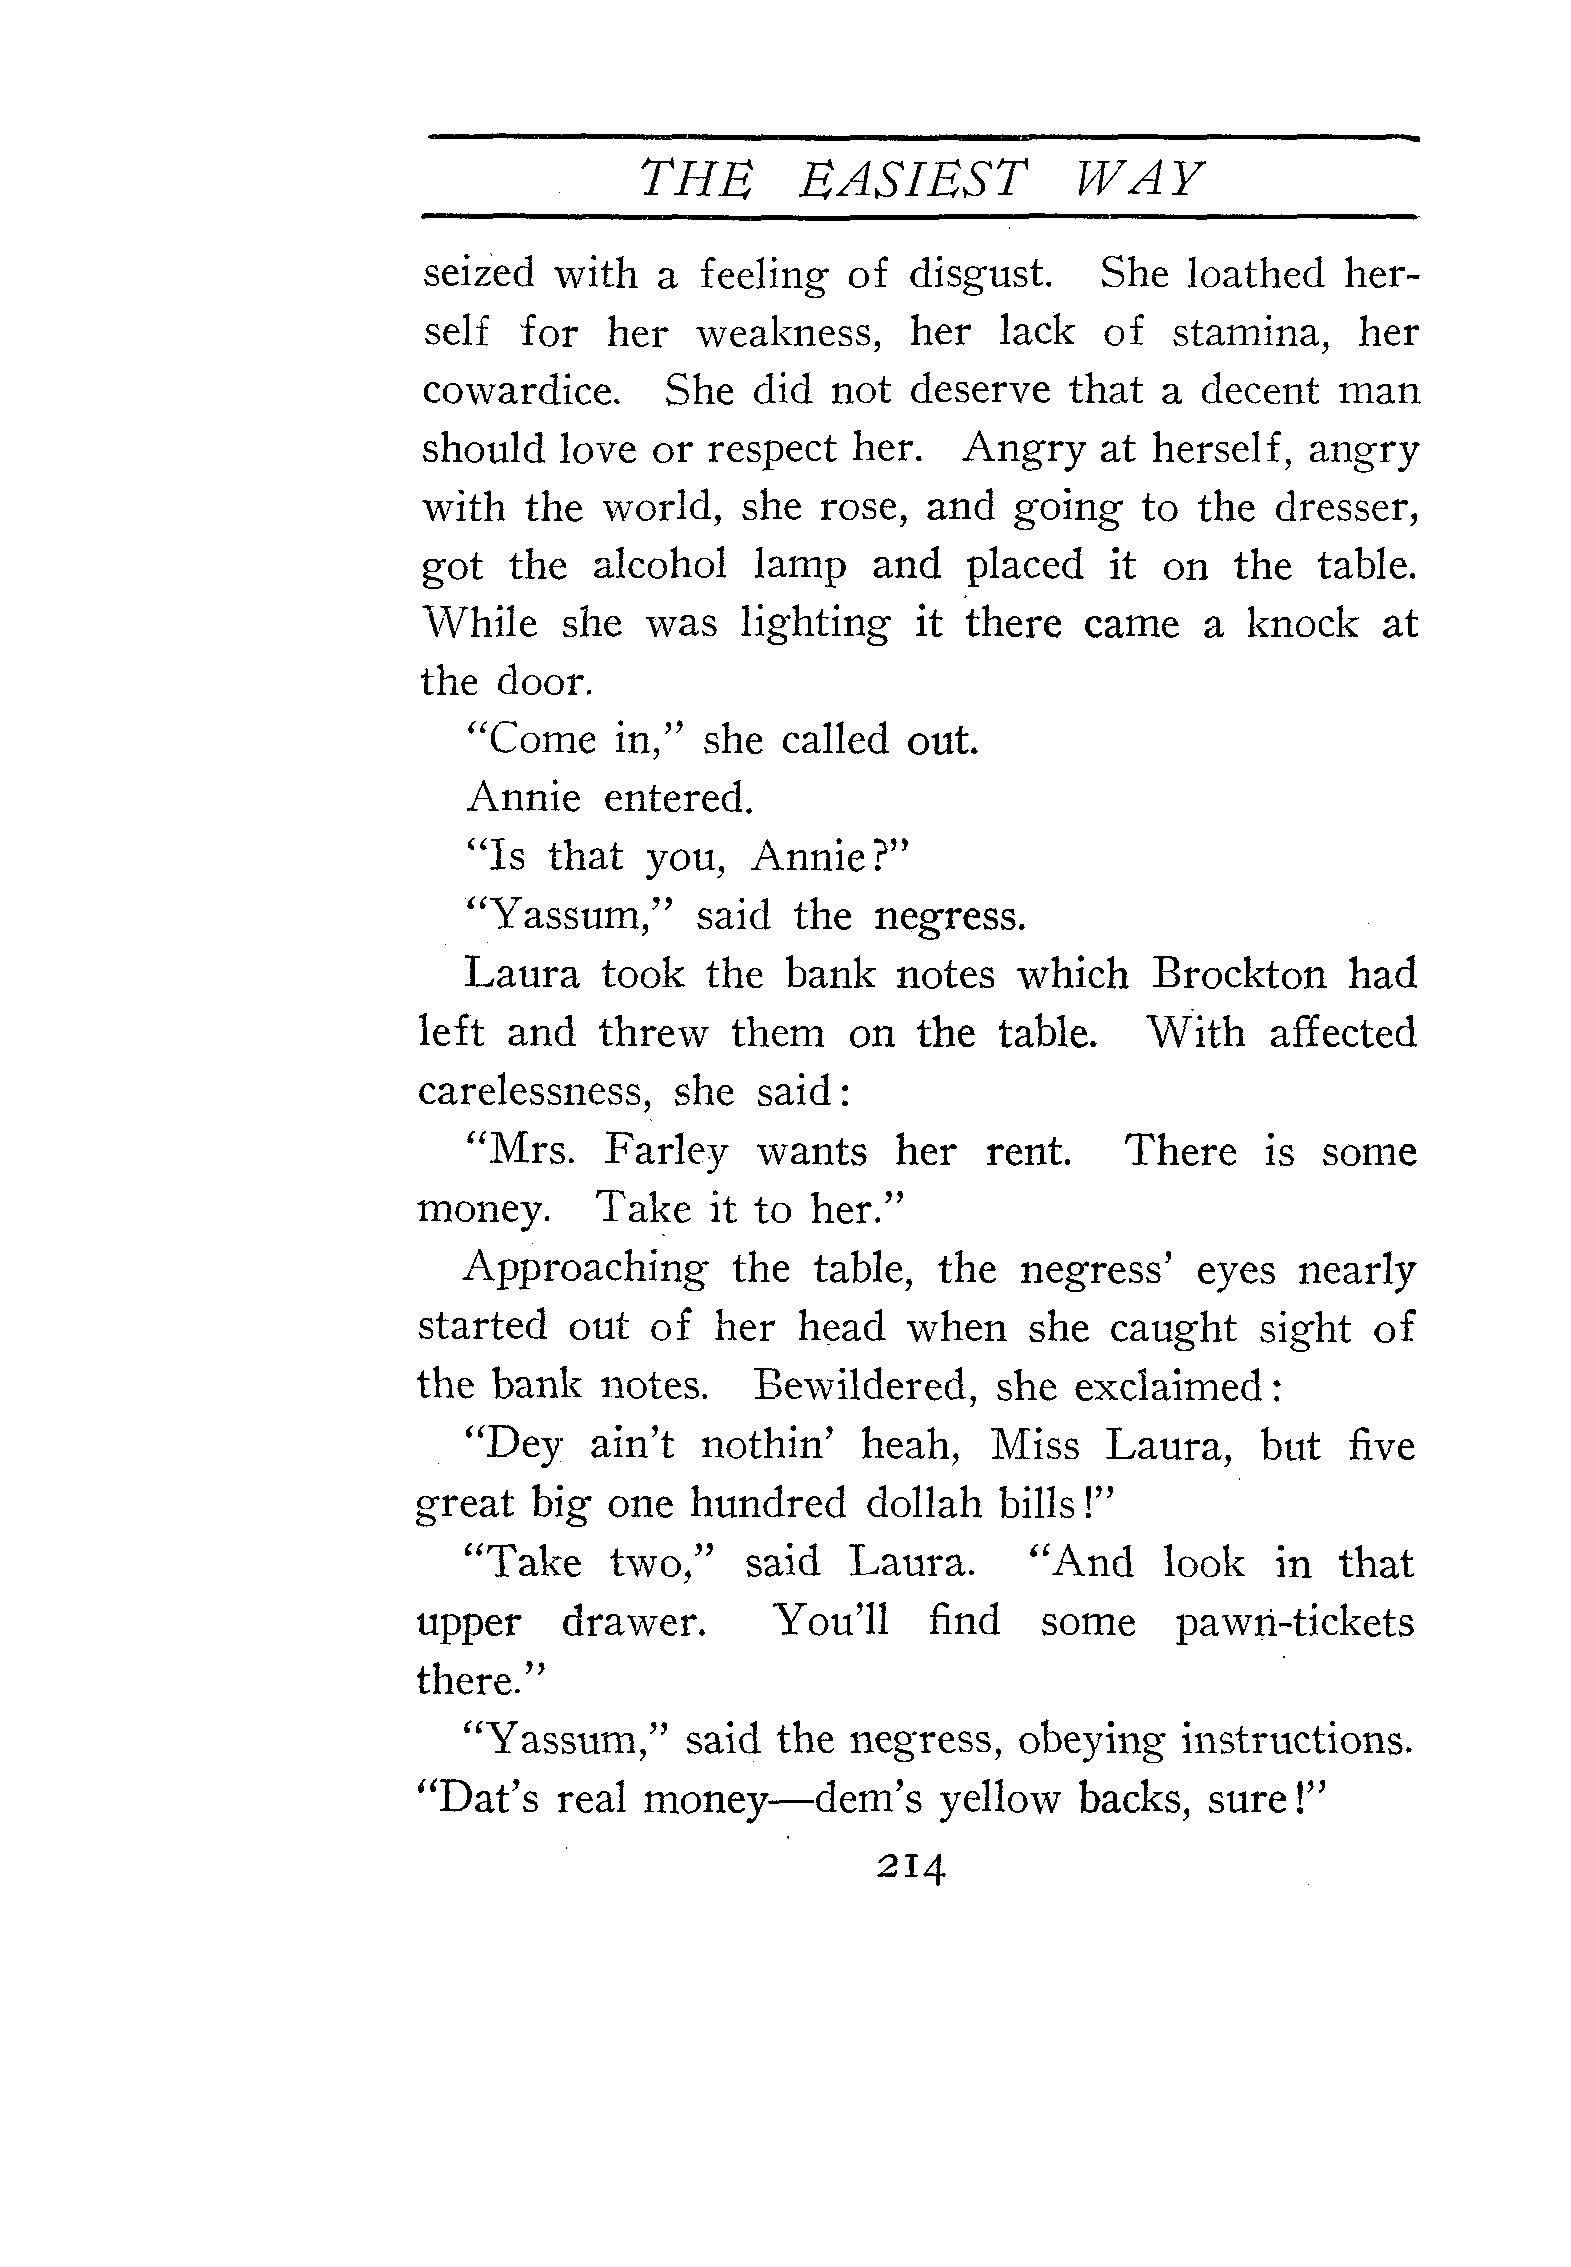 THE EASIEST WAY
seized with a feeling of disgust. She loathed her-
self for her weakness, her lack of stamina, her
cowardice. She did not deserve that a decent man
should love or respect her. Angry at herself, angry
with the world, she rose, and going to the dresser,
got the alcohol lamp and placed it on the table.
While she was lighting it there came a knock at
the door.
"Come in," she called out.
Annie entered.
"Is that you, Annie?"
"Yassum," said the negress.
Laura took the bank notes which Brockton had
left and threw them on the table. With affected
carelessness, she said:
"Mrs. Farley wants her rent. There is some
money. Take it to her."
Approaching the table, the negress' eyes nearly
started out of her head when she caught sight of
the bank notes. Bewildered, she exclaimed:
"Dey ain't nothin' heah, Miss Laura, but five
great big one hundred dollah bills!"
"Take two," said Laura. "And look in that
upper drawer. You'll find some pawn-tickets
there."
"Yassum," said the negress, obeying instructions.
"Dat's real money—dem's yellow backs, sure!"
214